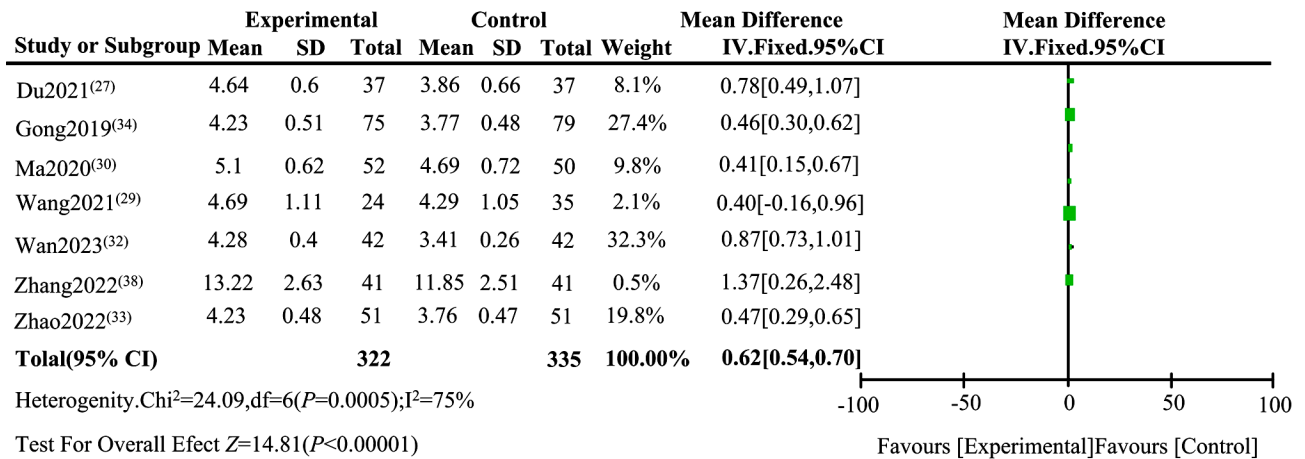 Experimental Control Mean Difference Mean Difference
Study or Subgroup Mean SD Total Mean SD Total Weight IV.Fixed.95%CI IV.Fixed.95%CI
Du2021(27) 4.64 0.6 37 3.86 0.66 37 8.1% 0.78[0.49,1.07]
Gong2019(34) 4.23 0.51 75 3.77 0.48 79 27.4% 0.46[0.30,0.62]
Ma2020(30) 5.1 0.62 52 4.69 0.72 50 9.8% 0.41[0.15,0.67]
Wang2021(29) 4.69 1.11 24 4.29 1.05 35 2.1% 0.40[-0.16,0.96]
Wan2023(32) 4.28 0.4 42 3.41 0.26 42 32.3% 0.87[0.73,1.01]
Zhang2022(38) 13.22 2.63 41 11.85 2.51 41 0.5% 1.37[0.26,2.48]
Zhao2022(33) 4.23 0.48 51 3.76 0.47 51 19.8% 0.47[0.29,0.65]
Tolal(95% CI) 322 335 100.00% 0.62[0.54,0.70]
Heterogenity.Chi²=24.09,df=6(P=0.0005);I²=75%
-100 -50 0 50 100
Test For Overall Efect Z=14.81(P<0.00001)
Favours [Experimental]Favours [Control]